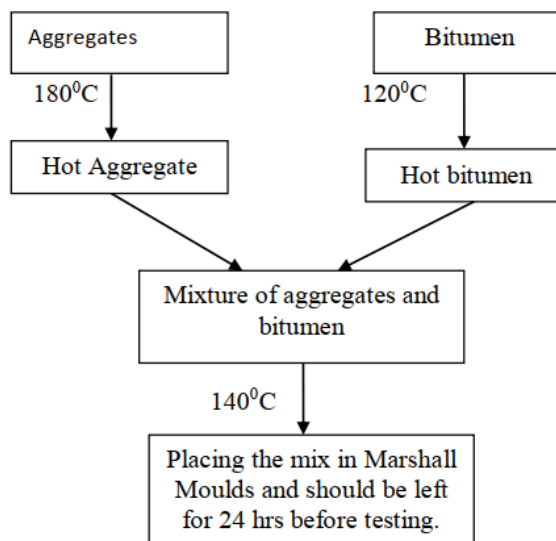 Aggregates
Bitumen
180⁰C
120⁰C
Hot Aggregate
Hot bitumen
Mixture of aggregates and
bitumen
140⁰C
Placing the mix in Marshall
Moulds and should be left
for 24 hrs before testing.